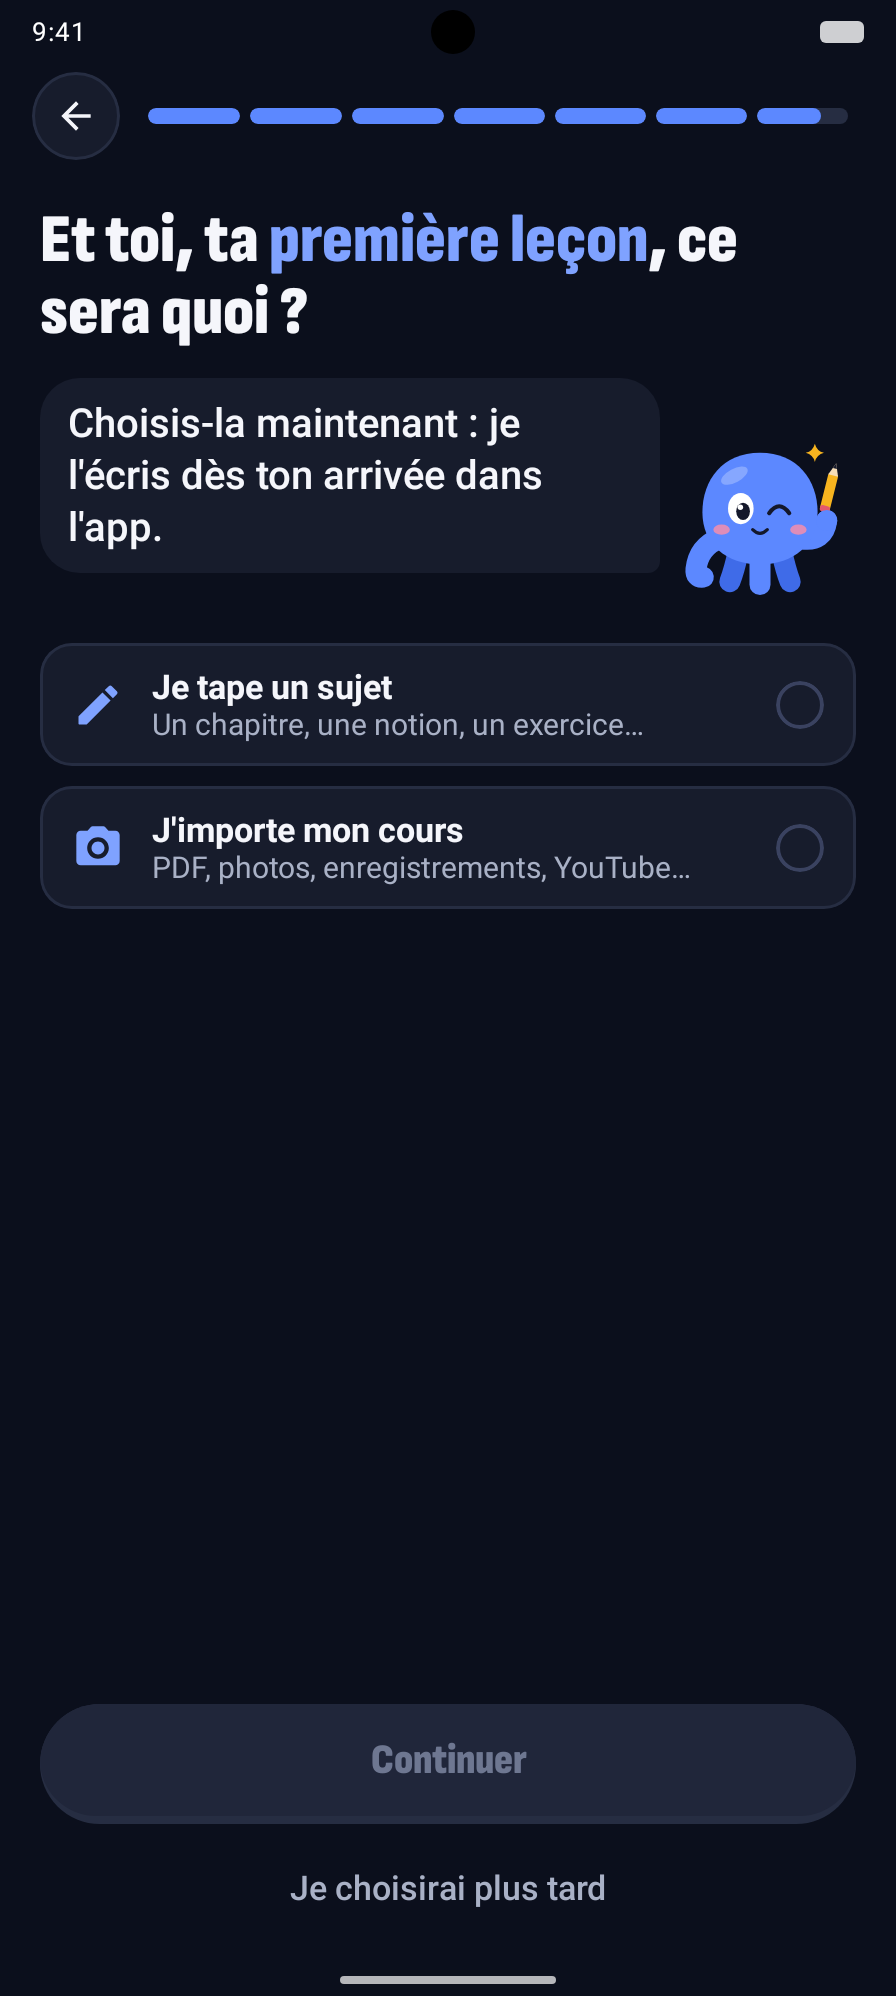 9:41
Et toi, ta première leçon, ce
sera quoi ?
Choisis-la maintenant : je
l'écris dès ton arrivée dans
l'app.
Je tape un sujet
Un chapitre, une notion, un exercice...
J'importe mon cours
PDF, photos, enregistrements, YouTube...
Continuer
Je choisirai plus tard